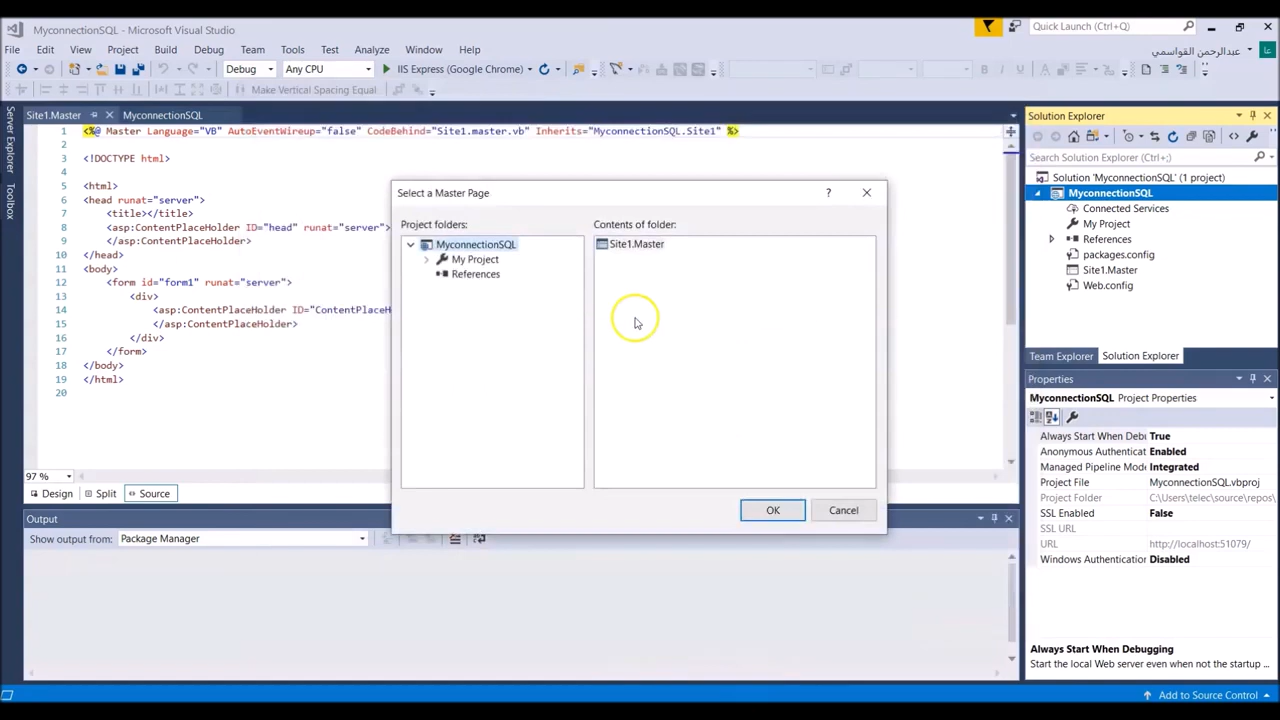 MyconnectionSQL - Microsoft Visual Studio
Quick Launch (Ctrl+Q)
File Edit View Project Build Debug Team Tools Test Analyze Window Help
عبدالرحمن القواسمي
عا
Debug Any CPU IIS Express (Google Chrome)
Make Vertical Spacing Equal
Server Explorer
Toolbox
Site1.Master MyconnectionSQL
1 <%@ Master Language="VB" AutoEventWireup="false" CodeBehind="Site1.master.vb" Inherits="MyconnectionSQL.Site1" %>
2
3 <!DOCTYPE html>
4
5 <html>
6 <head runat="server">
7 <title></title>
8 <asp:ContentPlaceHolder ID="head" runat="server">
9 </asp:ContentPlaceHolder>
10 </head>
11 <body>
12 <form id="form1" runat="server">
13 <div>
14 <asp:ContentPlaceHolder ID="ContentPlaceH
15 </asp:ContentPlaceHolder>
16 </div>
17 </form>
18 </body>
19 </html>
20
97 %
Design Split Source
Select a Master Page
Project folders:
MyconnectionSQL
My Project
References
Contents of folder:
Site1.Master
OK Cancel
Output
Show output from: Package Manager
Solution Explorer
Search Solution Explorer (Ctrl+;)
Solution 'MyconnectionSQL' (1 project)
MyconnectionSQL
Connected Services
My Project
References
packages.config
Site1.Master
Web.config
Team Explorer Solution Explorer
Properties
MyconnectionSQL Project Properties
Always Start When Debu True
Anonymous Authenticat Enabled
Managed Pipeline Mode Integrated
Project File MyconnectionSQL.vbproj
Project Folder C:\Users\telec\source\repos\
SSL Enabled False
SSL URL
URL http://localhost:51079/
Windows Authentication Disabled
Always Start When Debugging
Start the local Web server even when not the startup ...
Add to Source Control